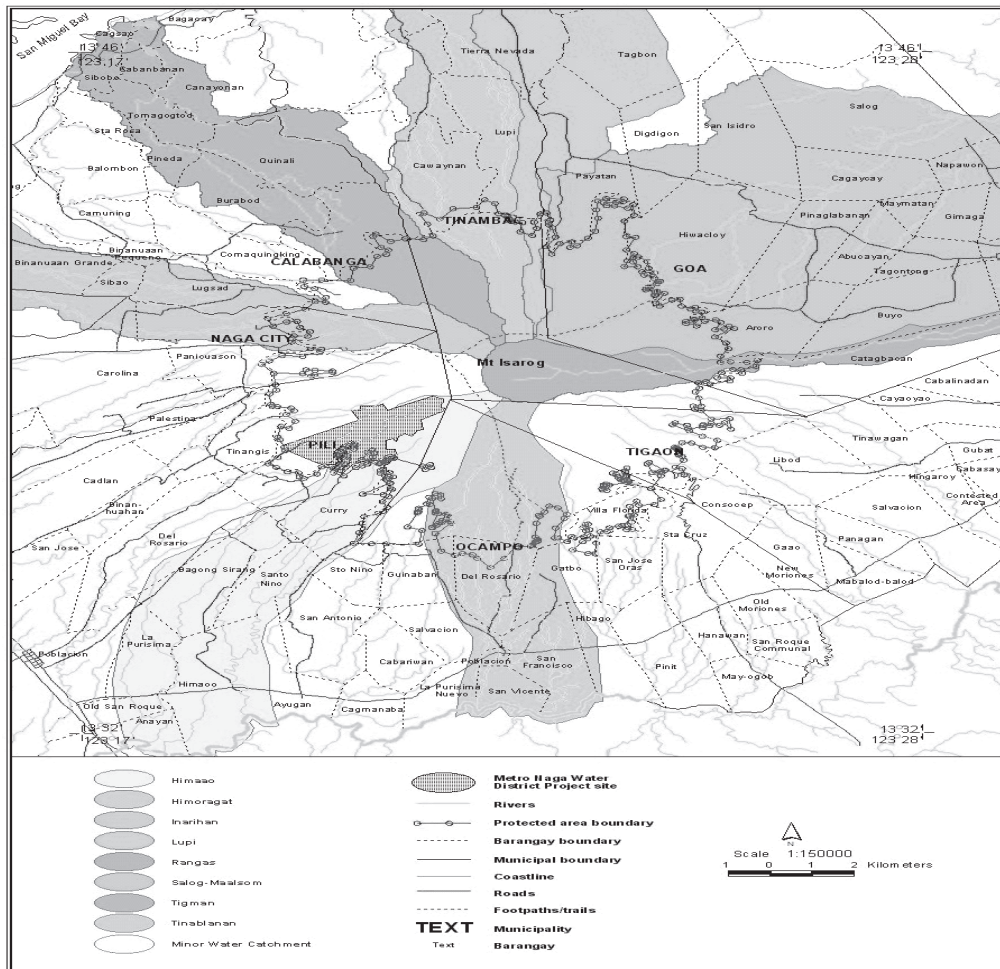 San Miguel Bay
Bagacay
Cagsao
13°46'
123°17'
Sibobo
Sabanbanan
Canayonan
Tierra Nevada
Tagbon
13°46'
123°28'
Tomagogtod
Sta Rosa
Lupi
Digdigon
San Isidro
Salog
Balombon
Pineda
Quinali
Cawaynan
Payatan
Cagaycay
Napawon
Burabod
Maymatan
Camuning
TINAMBAC
Pinaglabanan
Gimaga
Hiwacloy
Binanuaan
Pequeng
Comaquingking
Abucayan
Binanuaan Grande
CALABANGA
GOA
Tagontong
Sibao
Lugsad
Buyo
Aroro
NAGA CITY
Panicuason
Mt Isarog
Catagbacan
Carolina
Cabalinadan
Cayaoyao
Palestina
PILI
Tinangis
TIGAON
Tinawagan
Libod
Gubat
Cabasay
Hingaroy
Cadlan
Contested
Area
Binan-
huahan
Curry
Villa Florida
Consocep
Salvacion
San Jose
Del
Rosario
Sta Cruz
Panagan
OCAMPO
Gaao
Bagong Sirang
Santo
Nino
Sto Nino
Guinaban
Del Rosario
Gatbo
San Jose
Oras
New
Moriones
Mabalod-balod
San Antonio
Old
Moriones
Hibago
La
Purisima
Salvacion
Hanawan
San Roque
Communal
Poblacion
Cabariwan
Poblacion
San
Francisco
Pinit
May-ogob
Himaoo
La Purisima
Nuevo
San Vicente
Old San Roque
Ayugan
Cagmanaba
Anayan
13°32'
123°17'
13°32'
123°28'
Himaao
Himoragat
Inarihan
Lupi
Rangas
Salog-Maalsom
Tigman
Tinablanan
Minor Water Catchment
Metro Naga Water
District Project site
Rivers
Protected area boundary
Barangay boundary
Municipal boundary
Coastline
Roads
Footpaths/trails
TEXT Municipality
Text Barangay
N
Scale 1:150000
1 0 1 2 Kilometers